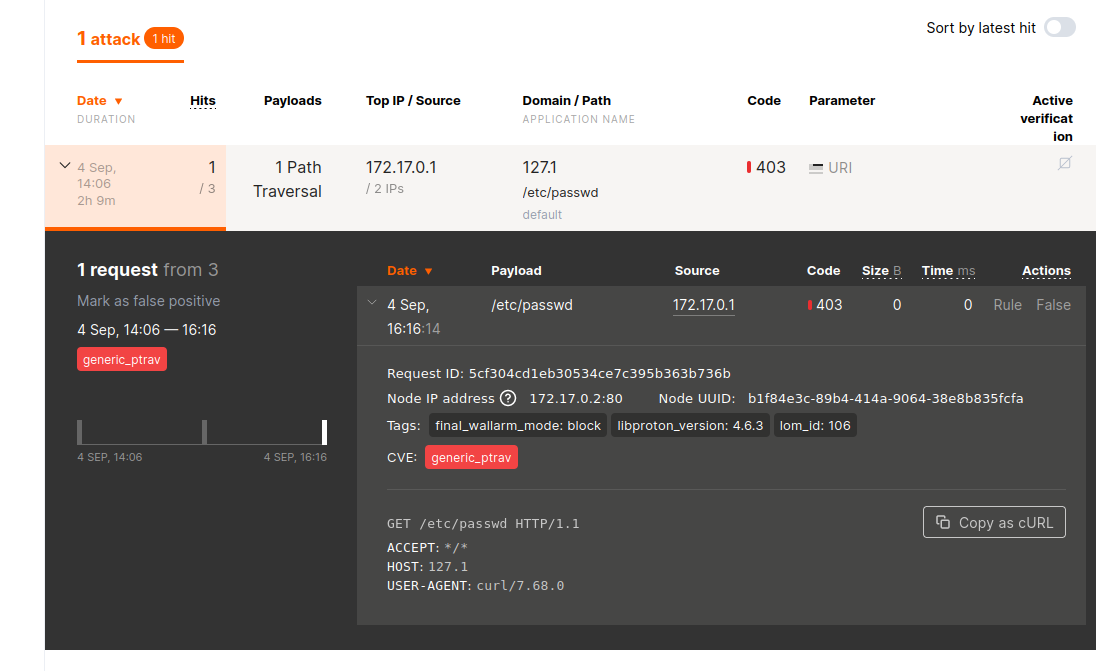 1 attack 1 hit
Sort by latest hit
Date ▼ Hits Payloads Top IP / Source Domain / Path Code Parameter Active
DURATION APPLICATION NAME verificat
ion
4 Sep, 1 1 Path 172.17.0.1 127.1 403 URI
14:06 / 3 Traversal / 2 IPs /etc/passwd
2h 9m default
1 request from 3
Mark as false positive
4 Sep, 14:06 — 16:16
generic_ptrav
4 SEP, 14:06 4 SEP, 16:16
Date ▼ Payload Source Code Size B Time ms Actions
4 Sep, /etc/passwd 172.17.0.1 403 0 0 Rule False
16:16:14
Request ID: 5cf304cd1eb30534ce7c395b363b736b
Node IP address ? 172.17.0.2:80 Node UUID: b1f84e3c-89b4-414a-9064-38e8b835fcfa
Tags: final_wallarm_mode: block libproton_version: 4.6.3 lom_id: 106
CVE: generic_ptrav
GET /etc/passwd HTTP/1.1
Copy as cURL
ACCEPT: */*
HOST: 127.1
USER-AGENT: curl/7.68.0